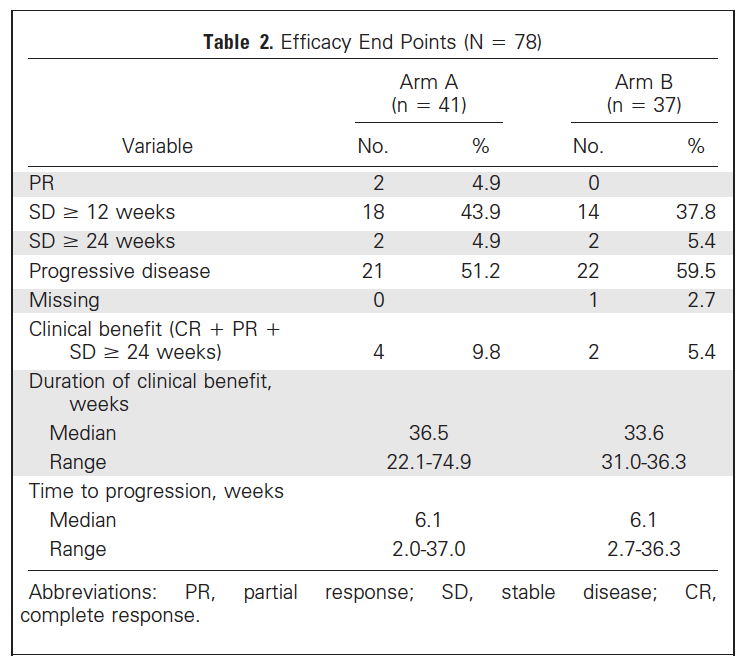 Table 2. Efficacy End Points (N = 78)
Arm A Arm B
(n = 41) (n = 37)
Variable No. % No. %
PR 2 4.9 0
SD ≥ 12 weeks 18 43.9 14 37.8
SD ≥ 24 weeks 2 4.9 2 5.4
Progressive disease 21 51.2 22 59.5
Missing 0 1 2.7
Clinical benefit (CR + PR +
SD ≥ 24 weeks) 4 9.8 2 5.4
Duration of clinical benefit,
weeks
Median 36.5 33.6
Range 22.1-74.9 31.0-36.3
Time to progression, weeks
Median 6.1 6.1
Range 2.0-37.0 2.7-36.3
Abbreviations: PR, partial response; SD, stable disease; CR,
complete response.